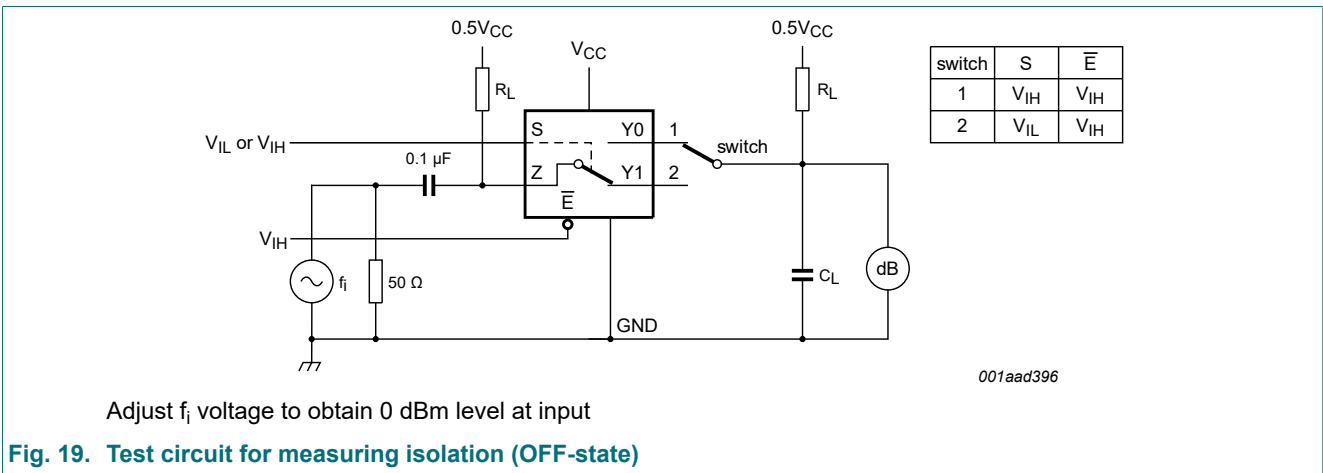 0.5VCC
VCC
0.5VCC
RL
RL
switch S E̅
1 VIH VIH
2 VIL VIH
VIL or VIH
S Y0 1
switch
0.1 µF
Z Y1 2
E̅
VIH
fi
50 Ω
CL
dB
GND
001aad396
Adjust fi voltage to obtain 0 dBm level at input
Fig. 19. Test circuit for measuring isolation (OFF-state)